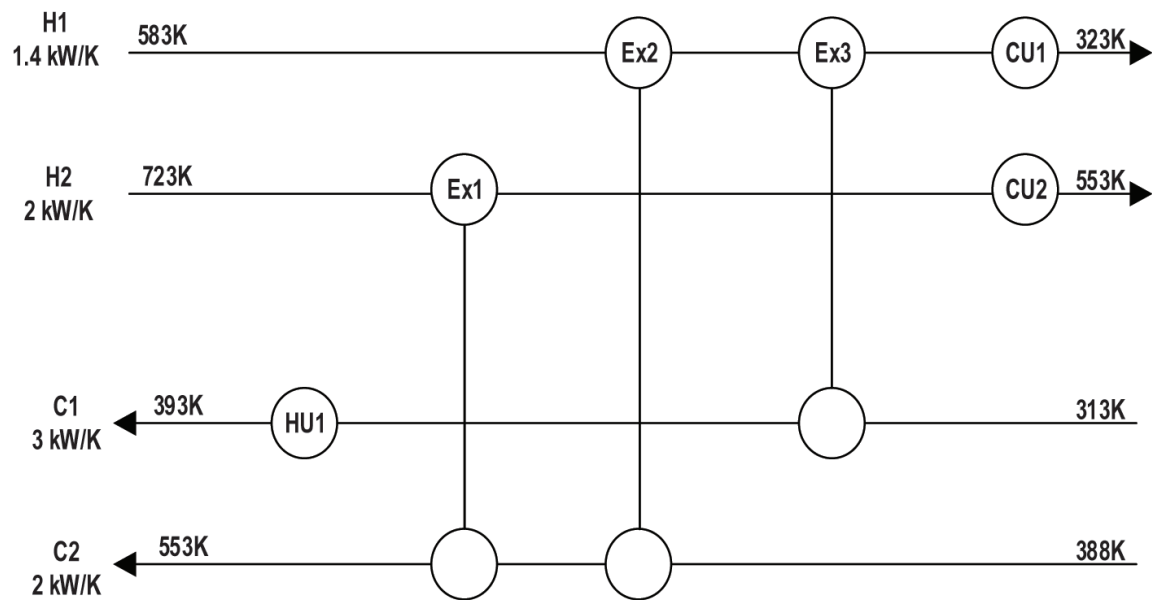 H1
1.4 kW/K
583K
Ex2
Ex3
CU1
323K
H2
2 kW/K
723K
Ex1
CU2
553K
C1
3 kW/K
393K
HU1
313K
C2
2 kW/K
553K
388K